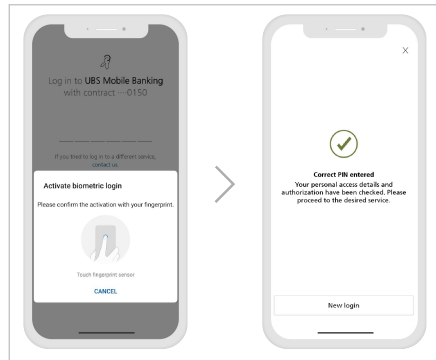 Log in to UBS Mobile Banking
with contract ···0150
If you tried to log in to a different service,
contact us.
Activate biometric login
Please confirm the activation with your fingerprint.
Touch fingerprint sensor
CANCEL
X
Correct PIN entered
Your personal access details and
authorization have been checked. Please
proceed to the desired service.
New login